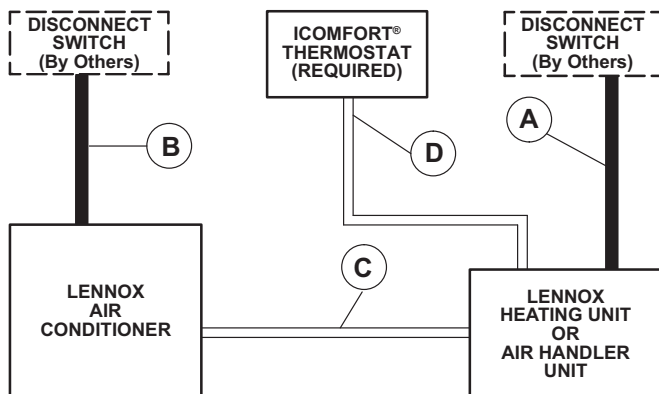 DISCONNECT
SWITCH
(By Others)
ICOMFORT®
THERMOSTAT
(REQUIRED)
DISCONNECT
SWITCH
(By Others)
A
B
D
C
LENNOX
AIR
CONDITIONER
LENNOX
HEATING UNIT
OR
AIR HANDLER
UNIT